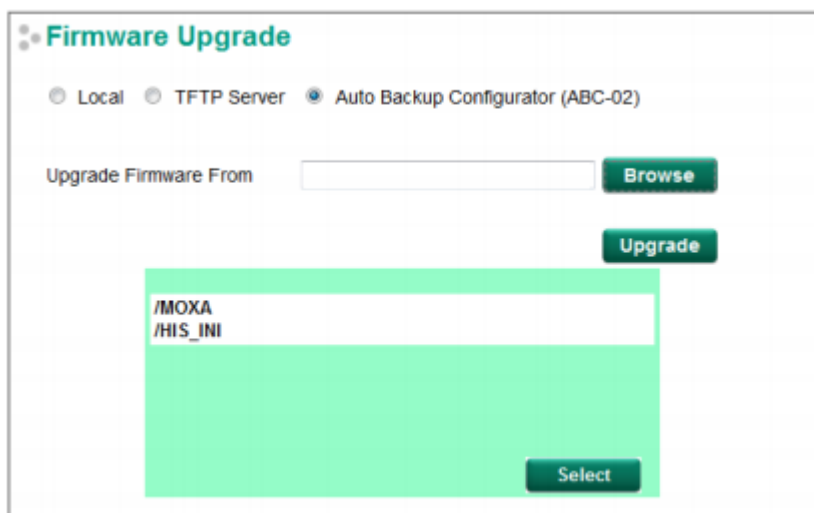 Firmware Upgrade
Local TFTP Server Auto Backup Configurator (ABC-02)
Upgrade Firmware From Browse
Upgrade
/MOXA
/HIS_INI
Select